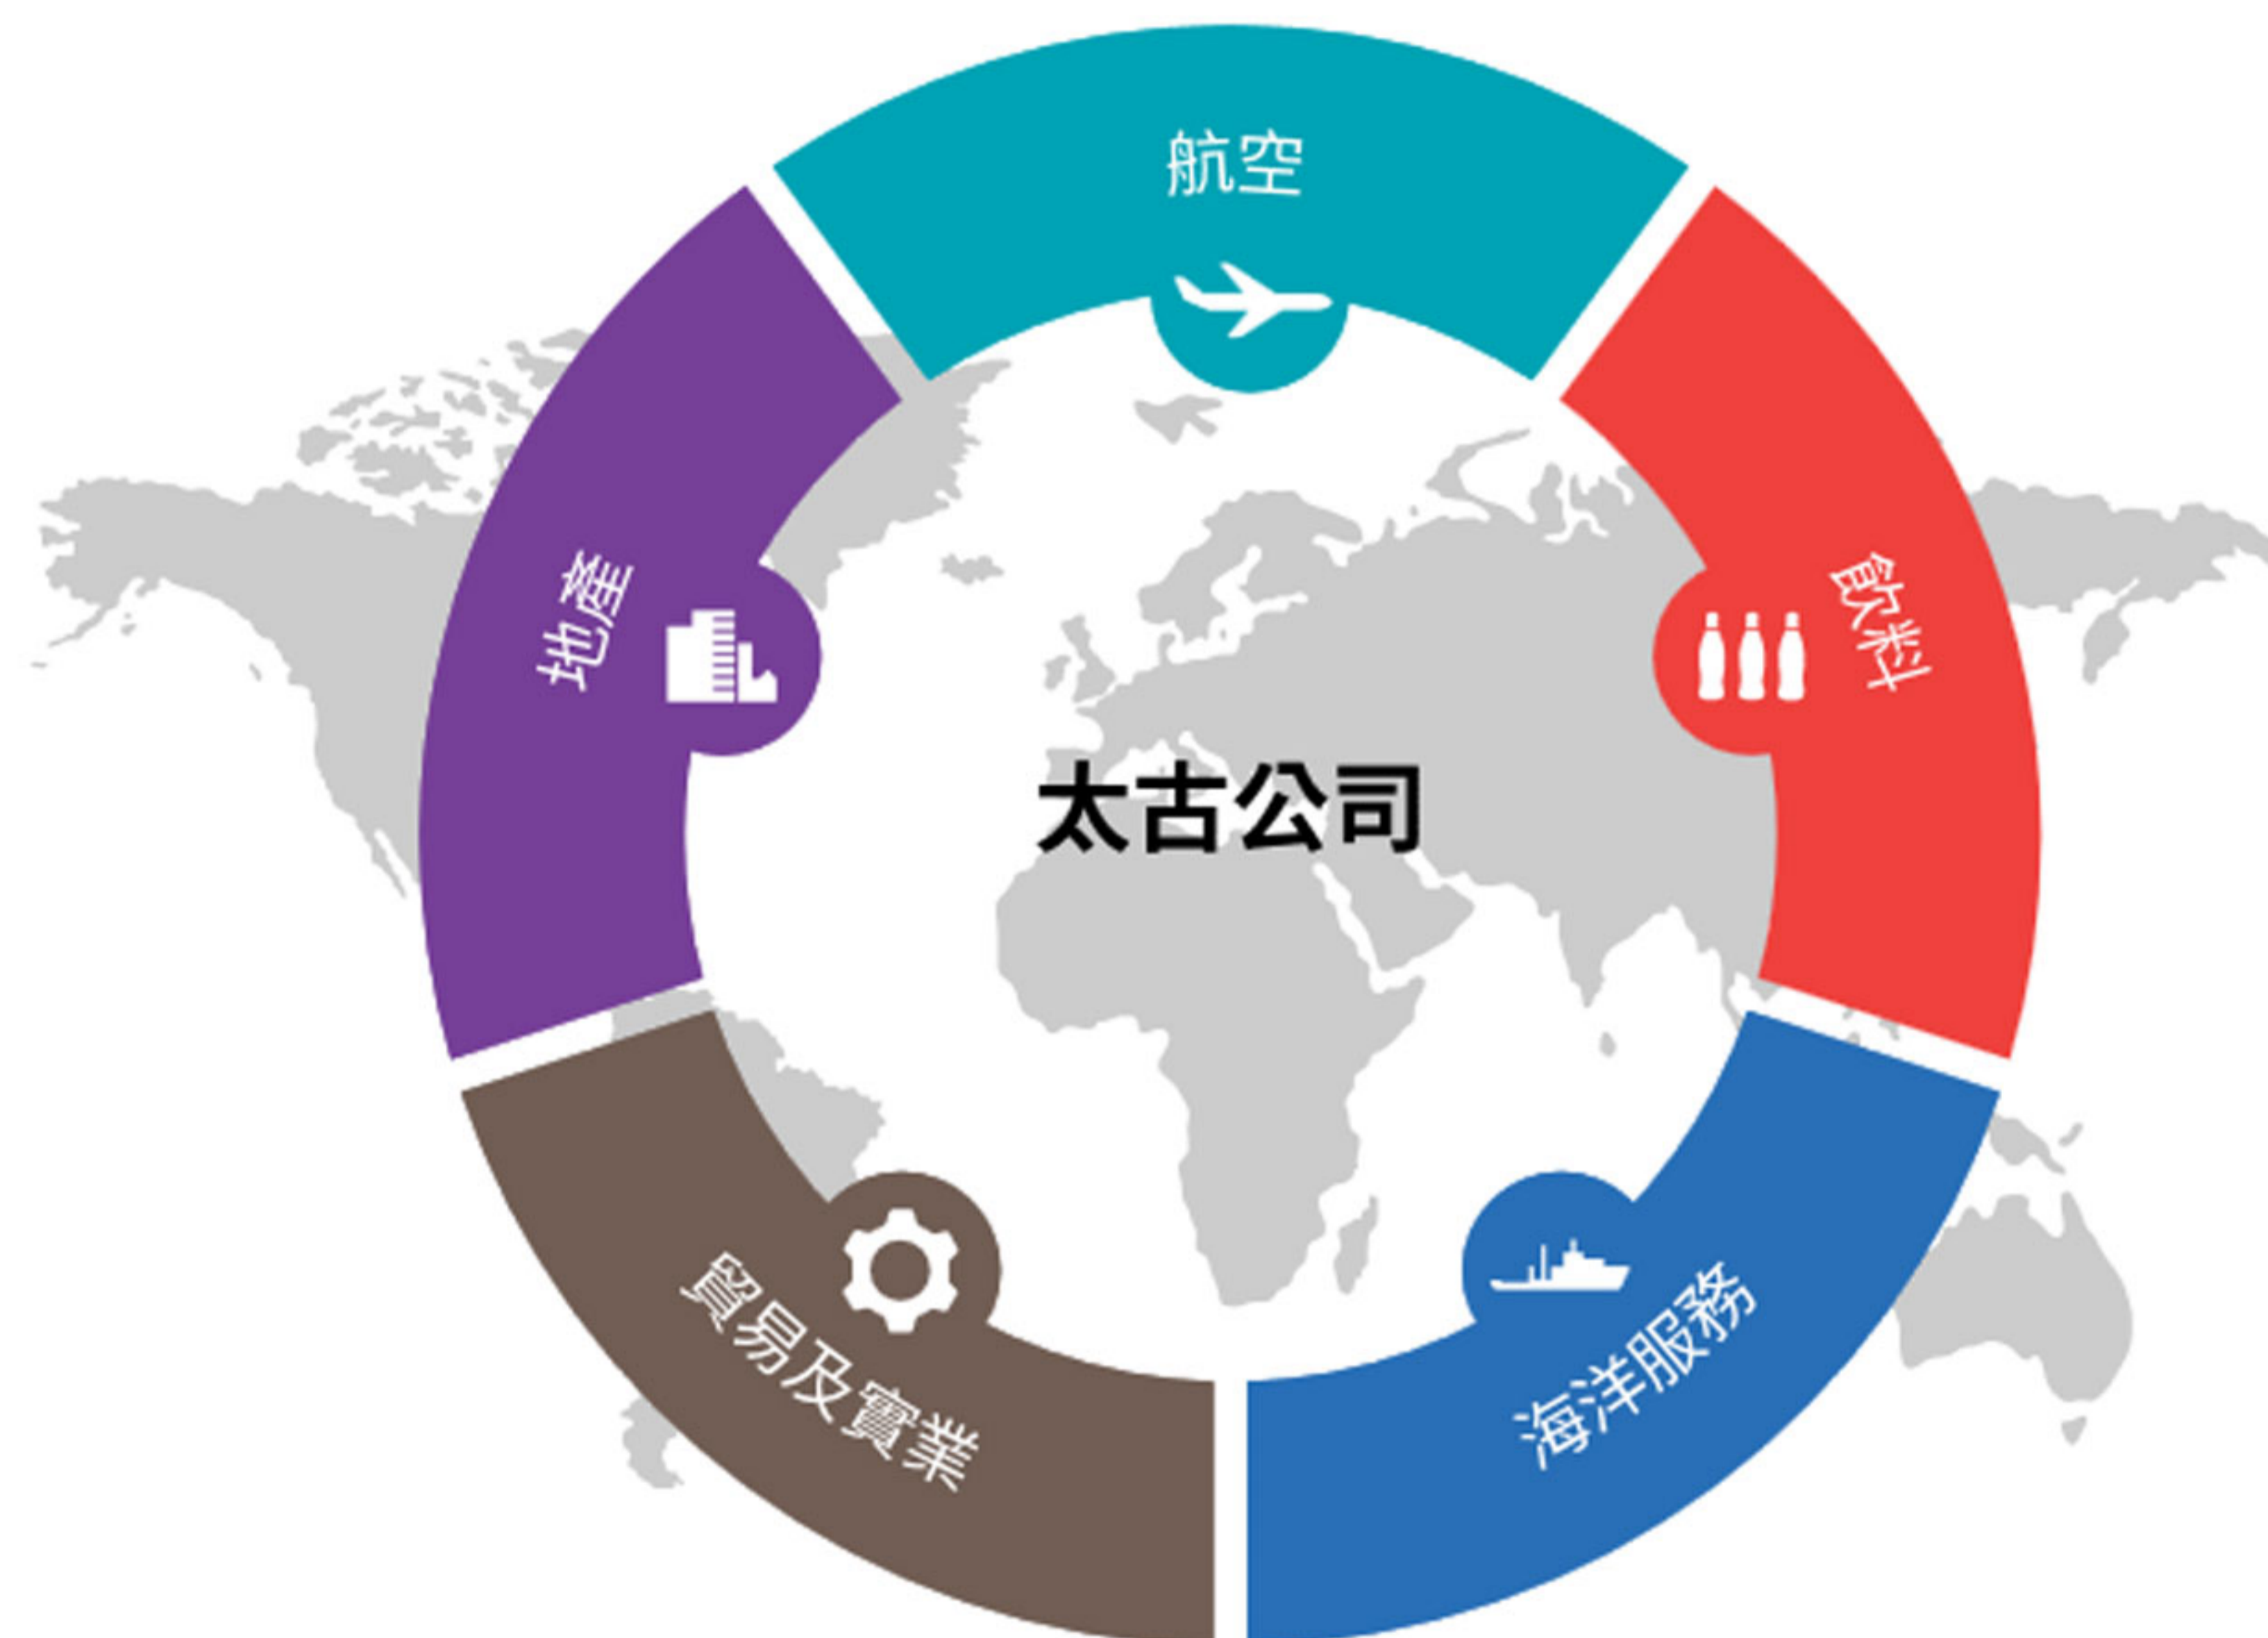 航空
飲料
海洋服務
貿易及實業
地產
太古公司